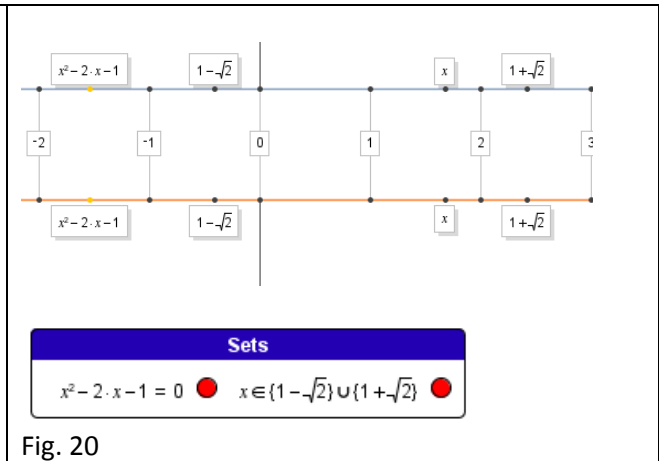 x² – 2 · x – 1 1 – √2 x 1 + √2
-2 -1 0 1 2 3
x² – 2 · x – 1 1 – √2 x 1 + √2
Sets
x² – 2 · x – 1 = 0 x ∈ {1 – √2} ∪ {1 + √2}
Fig. 20